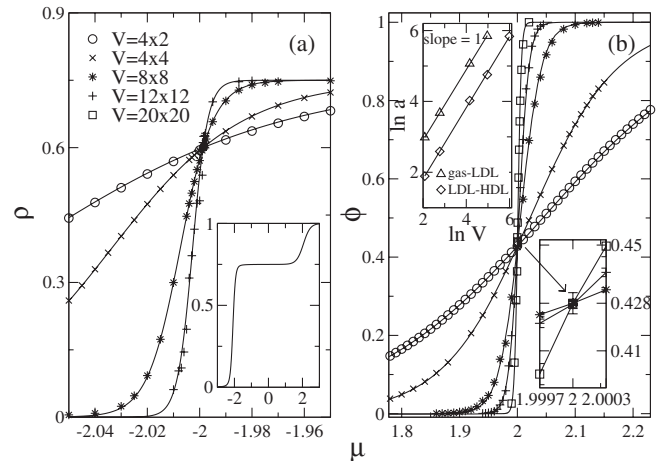 (a)
V=4x2
V=4x4
V=8x8
V=12x12
V=20x20
ρ
0.9
0.6
0.3
0
-2.04
-2.02
-2
-1.98
-1.96
1
0.5
0
-2
0
2
μ
(b)
ϕ
1
0.8
0.6
0.4
0.2
0
1.8
1.9
2
2.1
2.2
slope = 1
ln a
6
4
2
gas-LDL
LDL-HDL
2
3
4
5
6
ln V
0.45
0.428
0.41
1.9997
2
2.0003